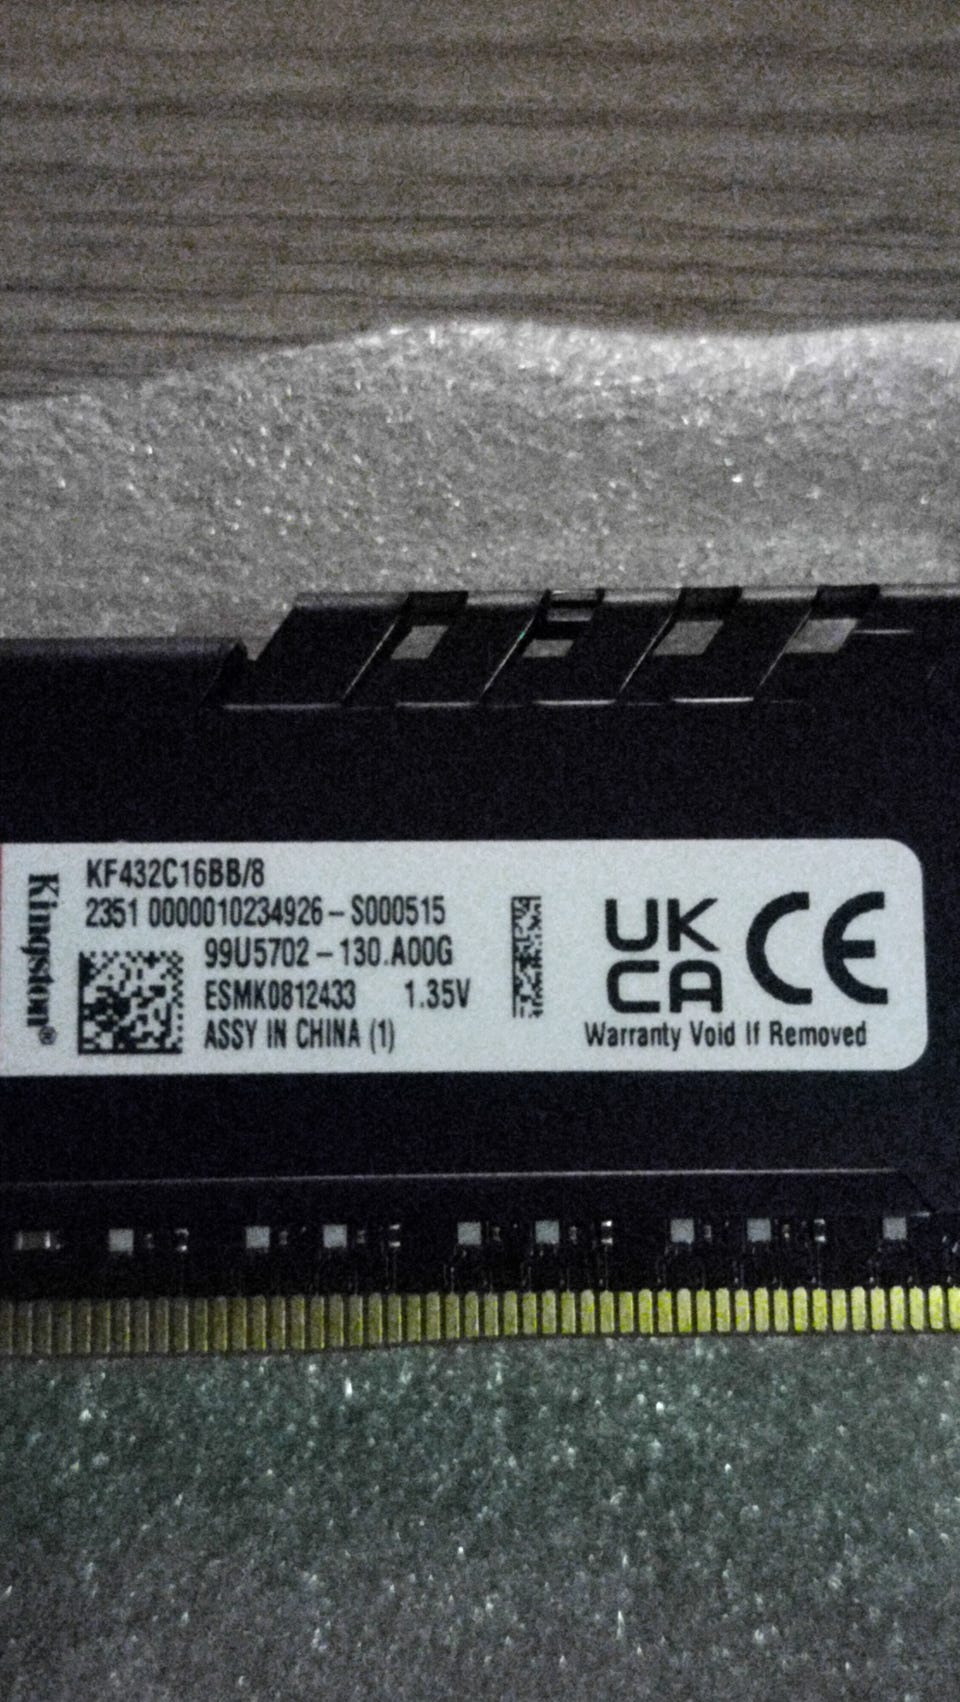 Kingston®
KF432C16BB/8
2351 0000010234926 – S000515
99U5702 – 130.A00G
ESMK0812433 1.35V
ASSY IN CHINA (1)
UK
CA
CE
Warranty Void If Removed